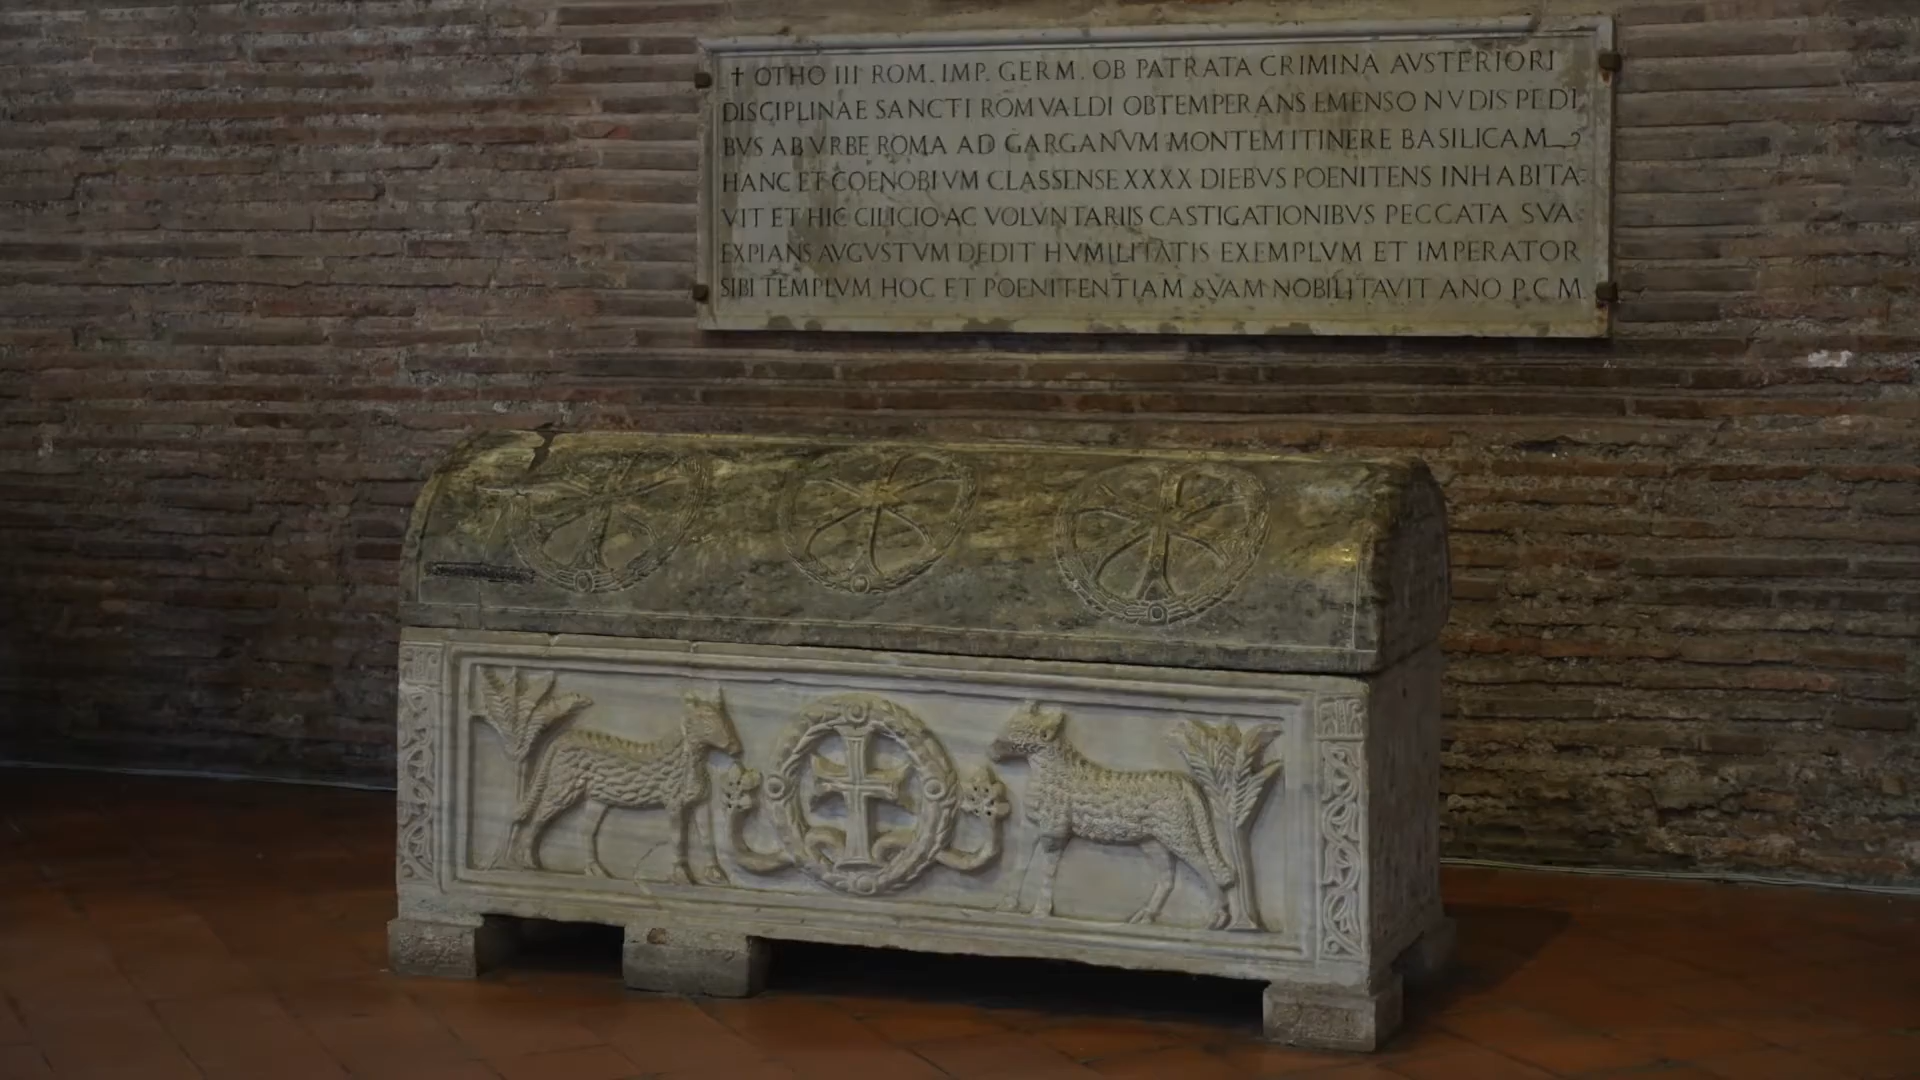 † OTHO III ROM. IMP. GERM. OB PATRATA CRIMINA AVSTERIORI
DISCIPLINAE SANCTI ROMVALDI OBTEMPERANS EMENSO NVDIS PEDI
BVS AB VRBE ROMA AD GARGANVM MONTEM ITINERE BASILICAM
HANC ET COENOBIVM CLASSENSE XXXX DIEBVS POENITENS INHABITA
VIT ET HIC CILICIO AC VOLVNTARIIS CASTIGATIONIBVS PECCATA SVA
EXPIANS AVGVSTVM DEDIT HVMILITATIS EXEMPLVM ET IMPERATOR
SIBI TEMPLVM HOC ET POENITENTIAM SVAM NOBILITAVIT ANO P.C.M.